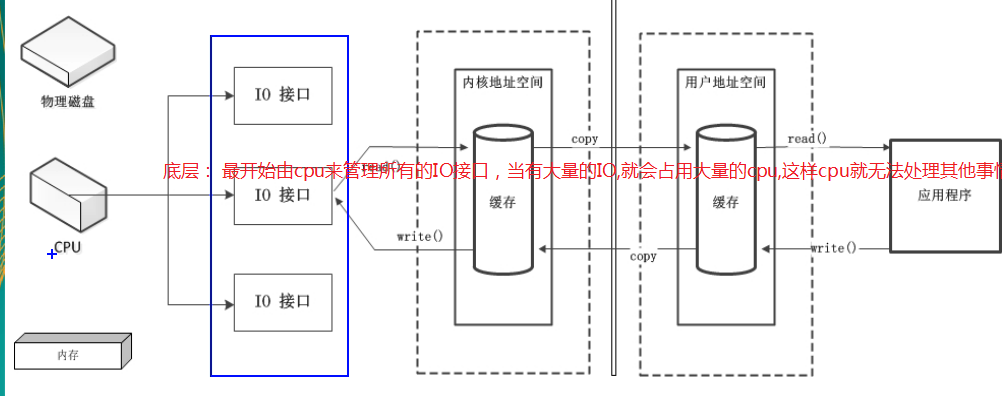 物理磁盘
CPU
内存
IO 接口
IO 接口
IO 接口
底层： 最开始由cpu来管理所有的IO接口，当有大量的IO,就会占用大量的cpu,这样cpu就无法处理其他事
write()
内核地址空间
缓存
copy
copy
用户地址空间
缓存
read()
write()
应用程序